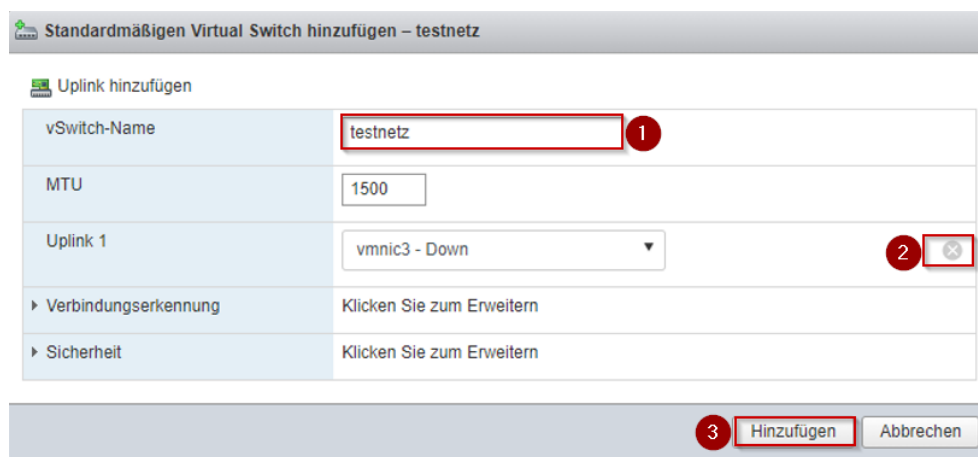 Standardmäßigen Virtual Switch hinzufügen – testnetz
Uplink hinzufügen
vSwitch-Name testnetz 1
MTU 1500
Uplink 1 vmnic3 - Down 2
Verbindungserkennung Klicken Sie zum Erweitern
Sicherheit Klicken Sie zum Erweitern
3 Hinzufügen Abbrechen